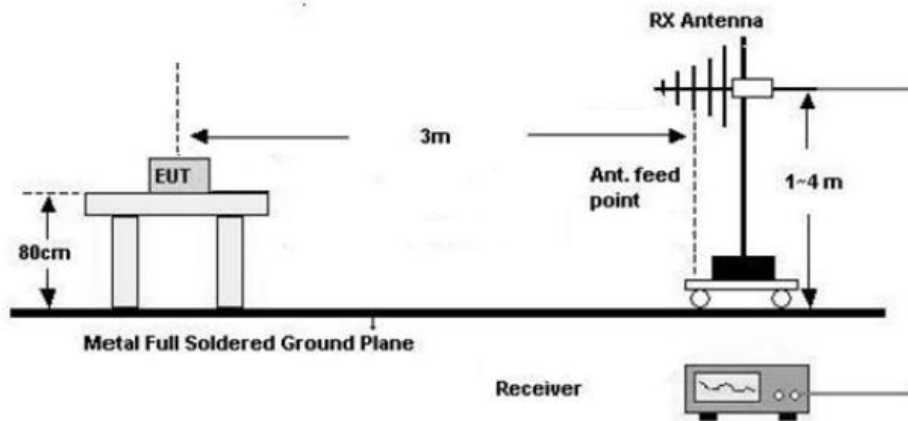 RX Antenna
3m
EUT
Ant. feed
point
1~4 m
80cm
Metal Full Soldered Ground Plane
Receiver